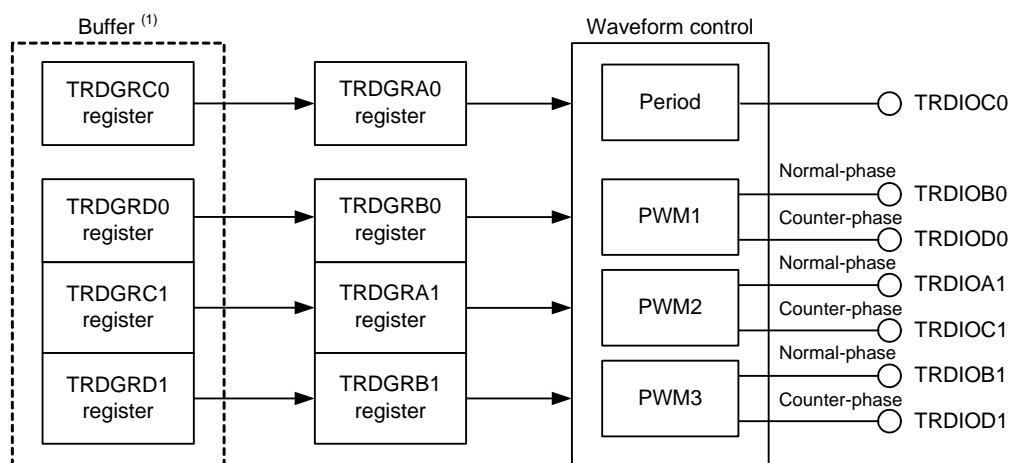 Buffer (1)
Waveform control
TRDGRC0
register
TRDGRA0
register
Period
TRDIOC0
TRDGRD0
register
TRDGRB0
register
PWM1
Normal-phase
TRDIOB0
Counter-phase
TRDIOD0
TRDGRC1
register
TRDGRA1
register
PWM2
Normal-phase
TRDIOA1
Counter-phase
TRDIOC1
TRDGRD1
register
TRDGRB1
register
PWM3
Normal-phase
TRDIOB1
Counter-phase
TRDIOD1